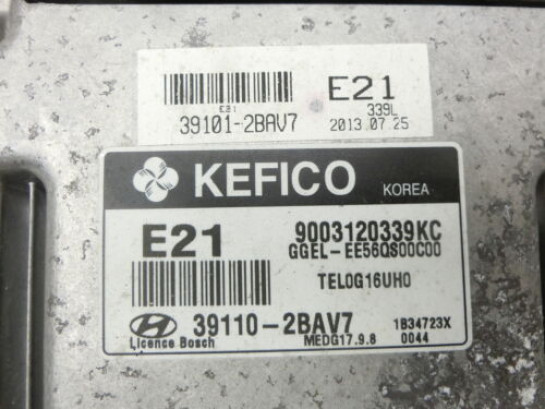 E21
E21
339L
39101-2BAV7
2013.07.25
KEFICO KOREA
E21
9003120339KC
GGEL-EE56QS00C00
TEL0G16UH0
39110-2BAV7
1B34723X
Licence Bosch
MEDG17.9.8
0044